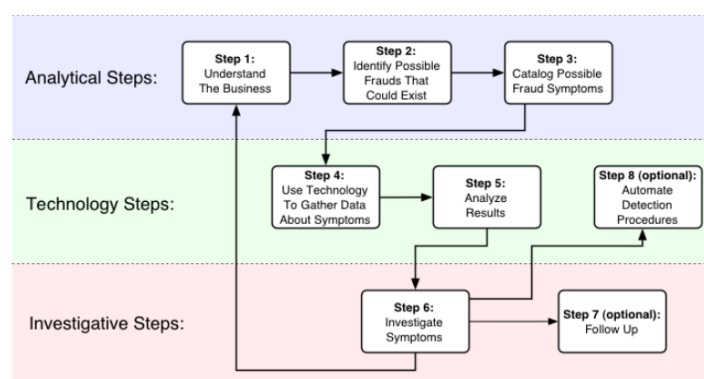 Analytical Steps:
Step 1:
Understand
The Business
Step 2:
Identify Possible
Frauds That
Could Exist
Step 3:
Catalog Possible
Fraud Symptoms
Technology Steps:
Step 4:
Use Technology
To Gather Data
About Symptoms
Step 5:
Analyze
Results
Step 8 (optional):
Automate
Detection
Procedures
Investigative Steps:
Step 6:
Investigate
Symptoms
Step 7 (optional):
Follow Up